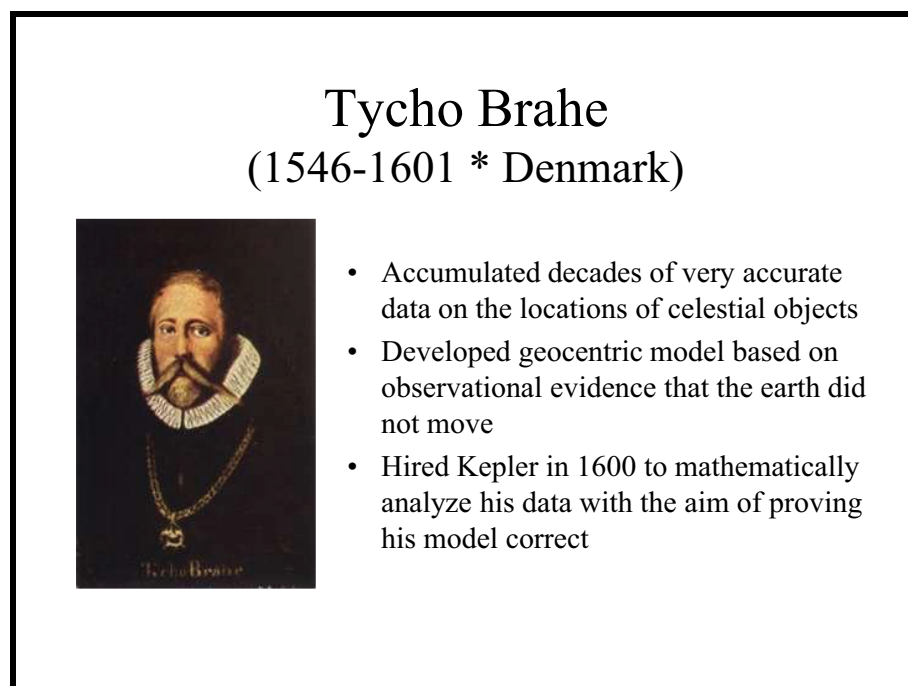 Tycho Brahe
(1546-1601 * Denmark)
• Accumulated decades of very accurate
data on the locations of celestial objects
• Developed geocentric model based on
observational evidence that the earth did
not move
• Hired Kepler in 1600 to mathematically
analyze his data with the aim of proving
his model correct
Tycho Brahe